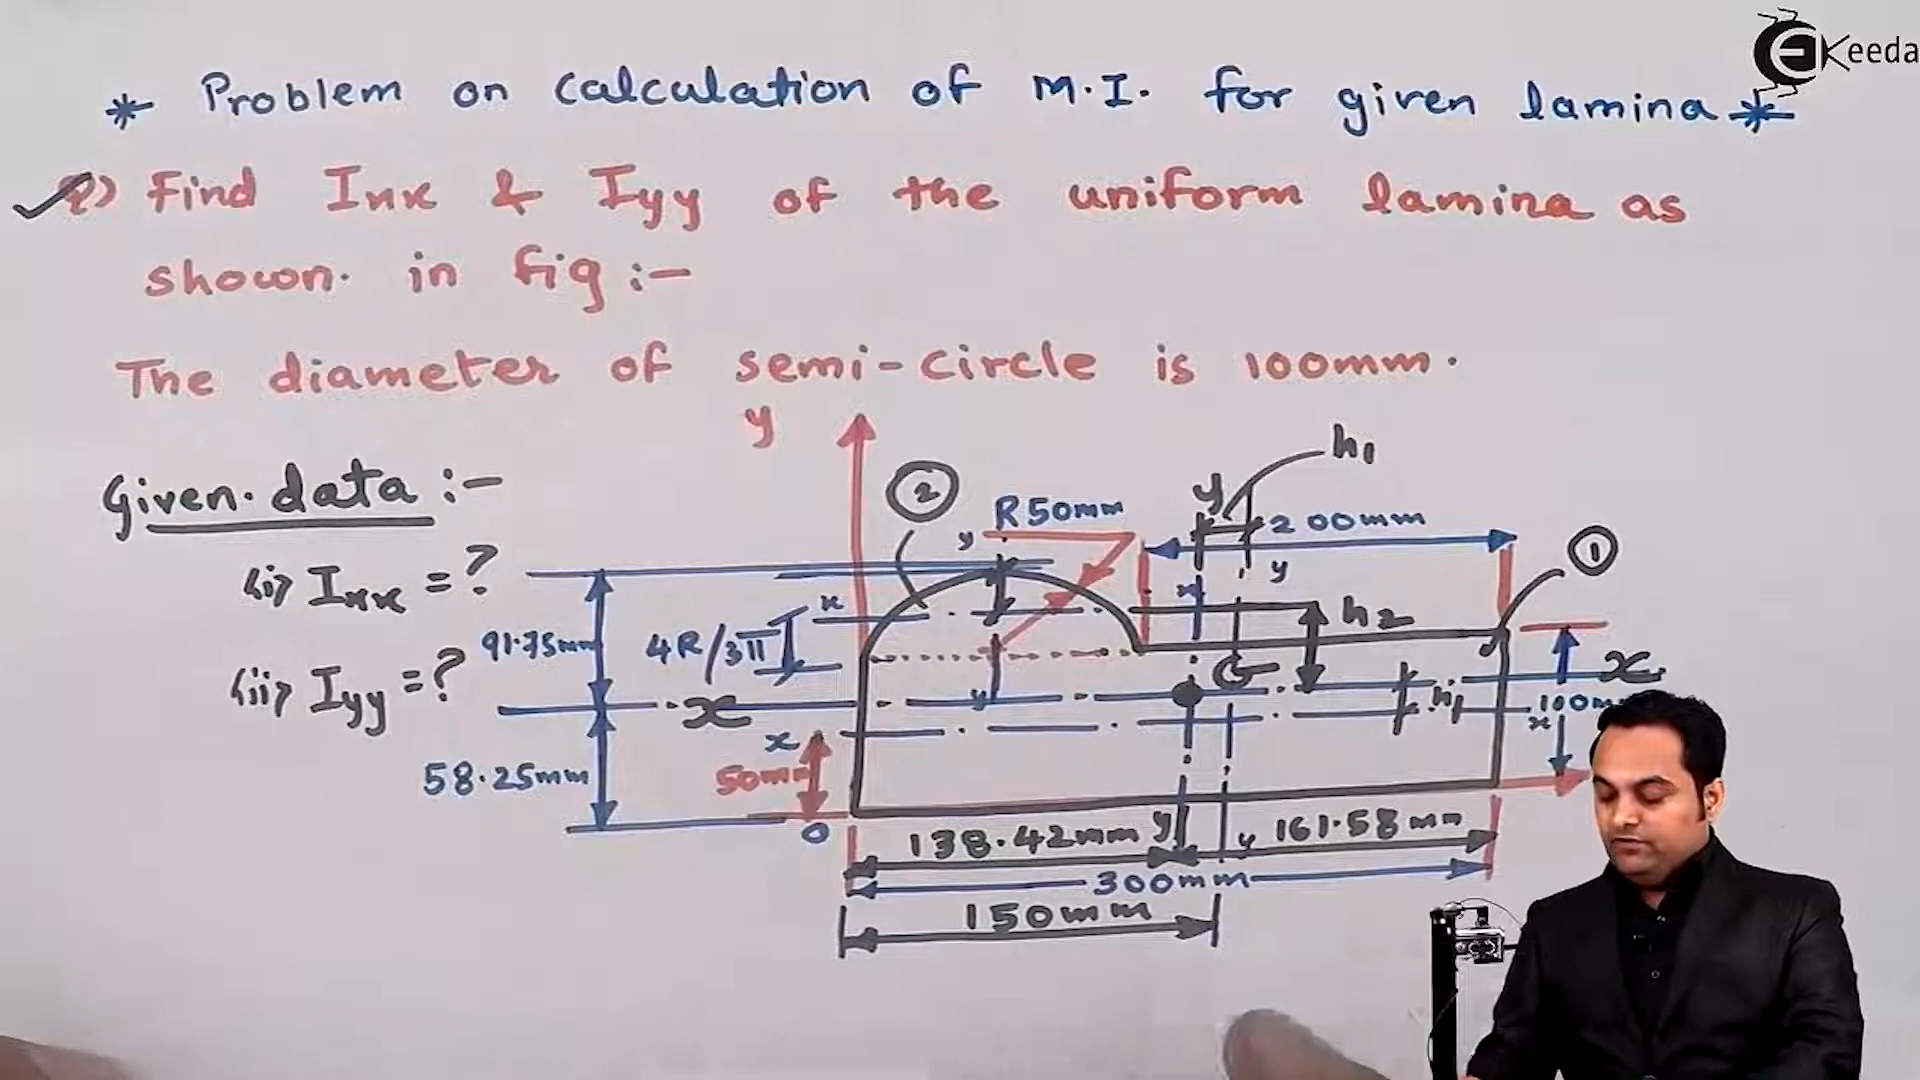 EKeeda
* Problem on calculation of M.I. for given lamina *
Q) Find Ixx & Iyy of the uniform lamina as
shown. in fig :-
The diameter of semi-circle is 100mm.
y
Given. data :-
h1
2
y
R50mm
200mm
1
y
y
(i) Ixx = ?
x
x
h2
91.75mm
4R/3π
G
x
(ii) Iyy = ?
x
y
h1
100m
x
x
50mm
58.25mm
0
138.42mm
y
y
161.58mm
300mm
150mm